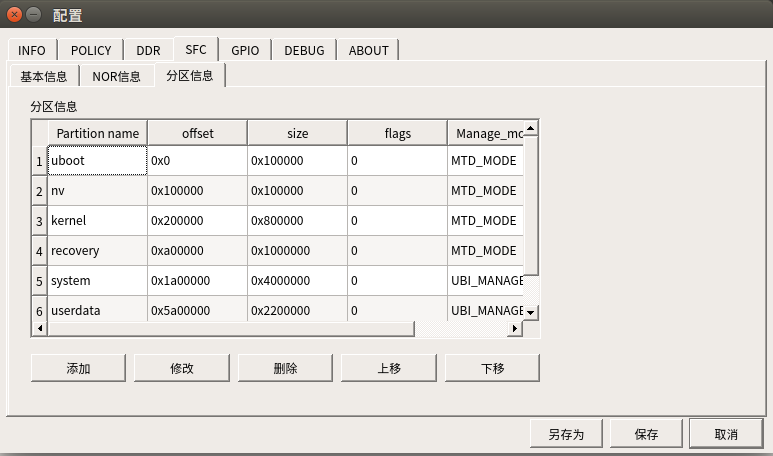 配置
INFO POLICY DDR SFC GPIO DEBUG ABOUT
基本信息 NOR信息 分区信息
分区信息
Partition name offset size flags Manage_mo
1 uboot 0x0 0x100000 0 MTD_MODE
2 nv 0x100000 0x100000 0 MTD_MODE
3 kernel 0x200000 0x800000 0 MTD_MODE
4 recovery 0xa00000 0x1000000 0 MTD_MODE
5 system 0x1a00000 0x4000000 0 UBI_MANAGE
6 userdata 0x5a00000 0x2200000 0 UBI_MANAGE
添加 修改 删除 上移 下移
另存为 保存 取消